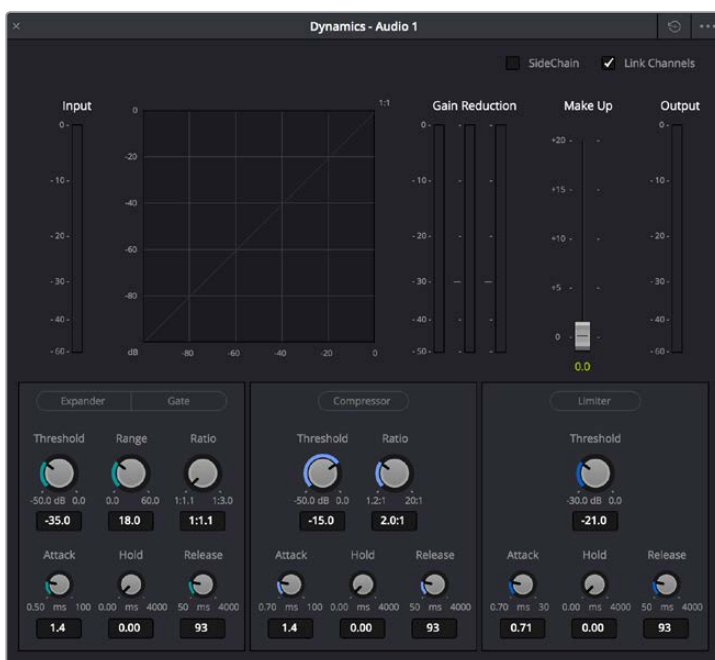 Dynamics - Audio 1
SideChain Link Channels
Input Gain Reduction Make Up Output
1:1
0 0 0 0
-10 -10 -10
-20 -20 -20
-30 -30 -30
-40 -40 -40
-60 -50 -60
0
-20
-40
-60
-80
dB -80 -60 -40 -20 0
+20
+15
+10
+5
0
0.0
Expander Gate Compressor Limiter
Threshold Range Ratio Threshold Ratio Threshold
-50.0 dB 0.0 0.0 60.0 1:1.1 1:3.0 -50.0 dB 0.0 1.2:1 20:1 -30.0 dB 0.0
-35.0 18.0 1:1.1 -15.0 2.0:1 -21.0
Attack Hold Release Attack Hold Release Attack Hold Release
0.50 ms 100 0.00 ms 4000 50 ms 4000 0.70 ms 100 0.00 ms 4000 50 ms 4000 0.70 ms 30 0.00 ms 4000 50 ms 4000
1.4 0.00 93 1.4 0.00 93 0.71 0.00 93